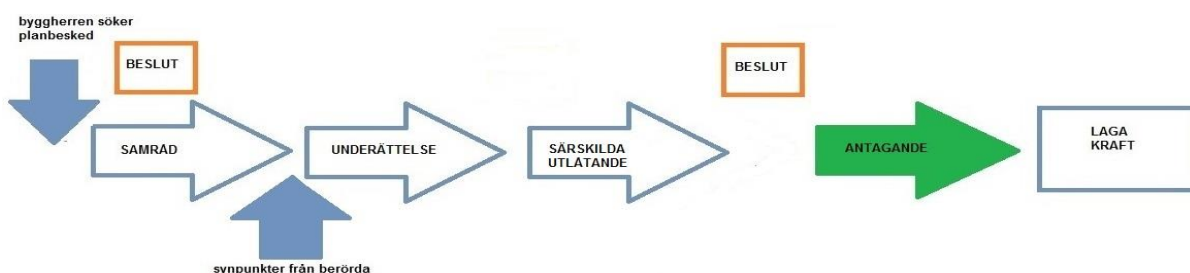 byggherren söker
planbesked
BESLUT
SAMRÅD
UNDERÄTTELSE
SÄRSKILDA
UTLÅTANDE
BESLUT
ANTAGANDE
LAGA
KRAFT
synpunkter från berörda